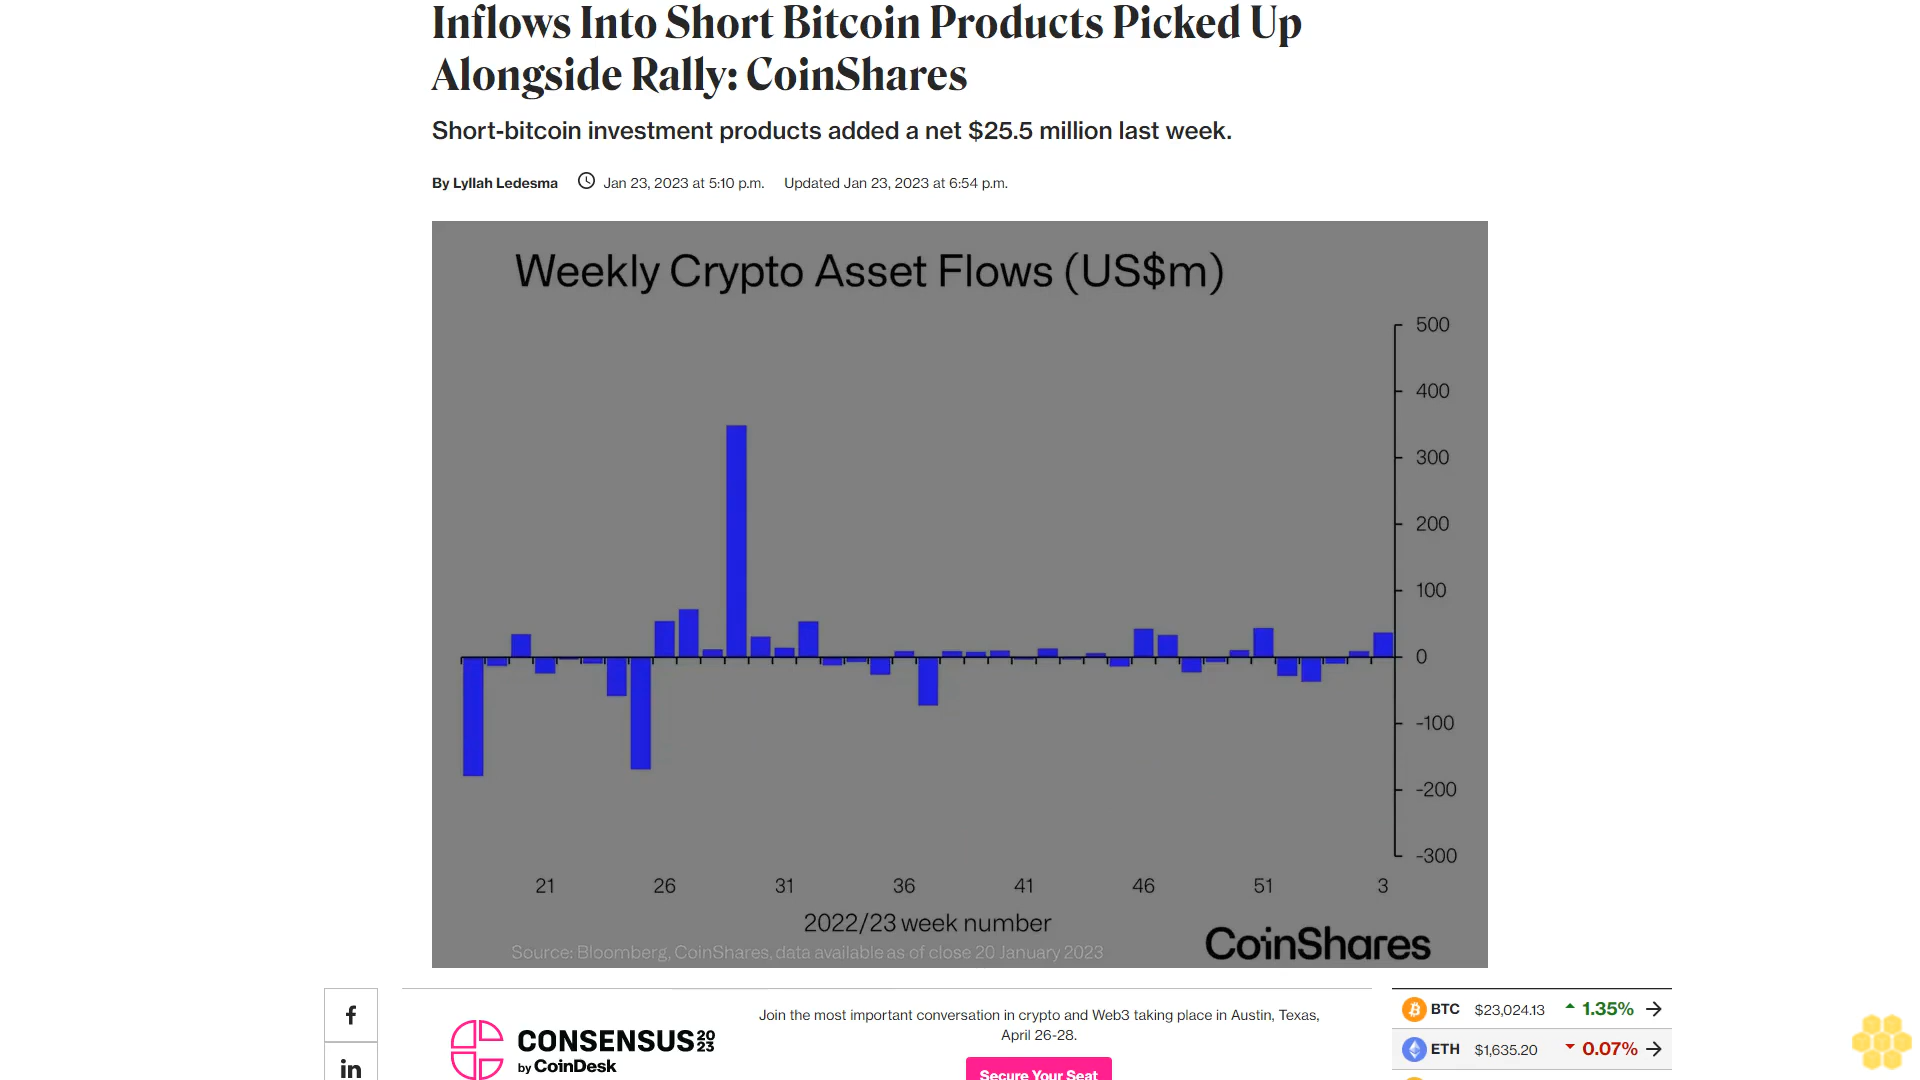 Inflows Into Short Bitcoin Products Picked Up
Alongside Rally: CoinShares
Short-bitcoin investment products added a net $25.5 million last week.
By Lyllah Ledesma Jan 23, 2023 at 5:10 p.m. Updated Jan 23, 2023 at 6:54 p.m.
Weekly Crypto Asset Flows (US$m)
500
400
300
200
100
0
-100
-200
-300
21 26 31 36 41 46 51 3
2022/23 week number
Source: Bloomberg, CoinShares, data available as of close 20 January 2023
CoinShares
f
in
CONSENSUS 2023
by CoinDesk
Join the most important conversation in crypto and Web3 taking place in Austin, Texas,
April 26-28.
Secure Your Seat
BTC $23,024.13 1.35%
ETH $1,635.20 0.07%